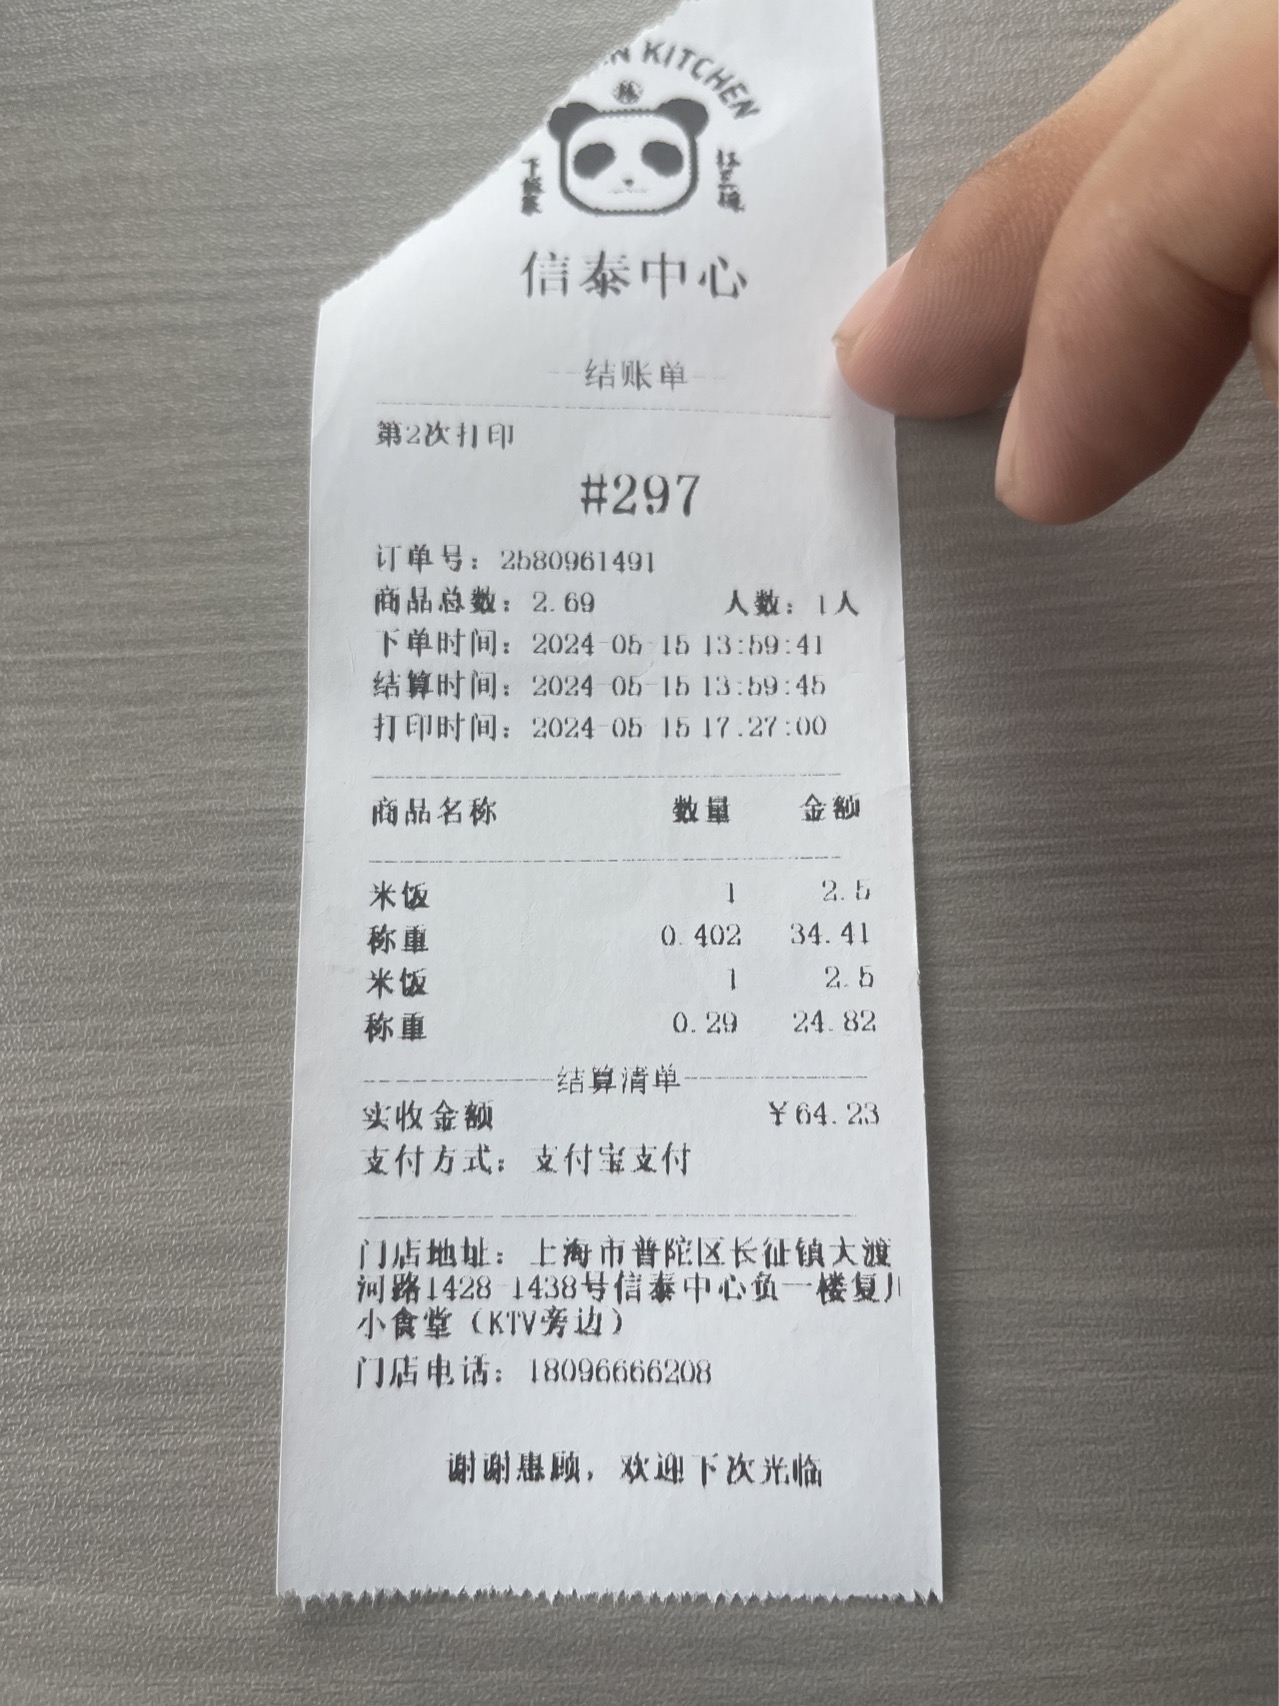 KITCHEN
下饭菜
信泰中心
--结账单--
第2次打印
#297
订单号：2580961491
商品总数：2.69 人数：1人
下单时间：2024-05-15 13:59:41
结算时间：2024-05-15 13:59:45
打印时间：2024-05-15 17:27:00
商品名称 数量 金额
米饭 1 2.5
称重 0.402 34.41
米饭 1 2.5
称重 0.29 24.82
结算清单
实收金额 ￥64.23
支付方式：支付宝支付
门店地址：上海市普陀区长征镇大渡
河路1428-1438号信泰中心负一楼复川
小食堂（KTV旁边）
门店电话：18096666208
谢谢惠顾，欢迎下次光临